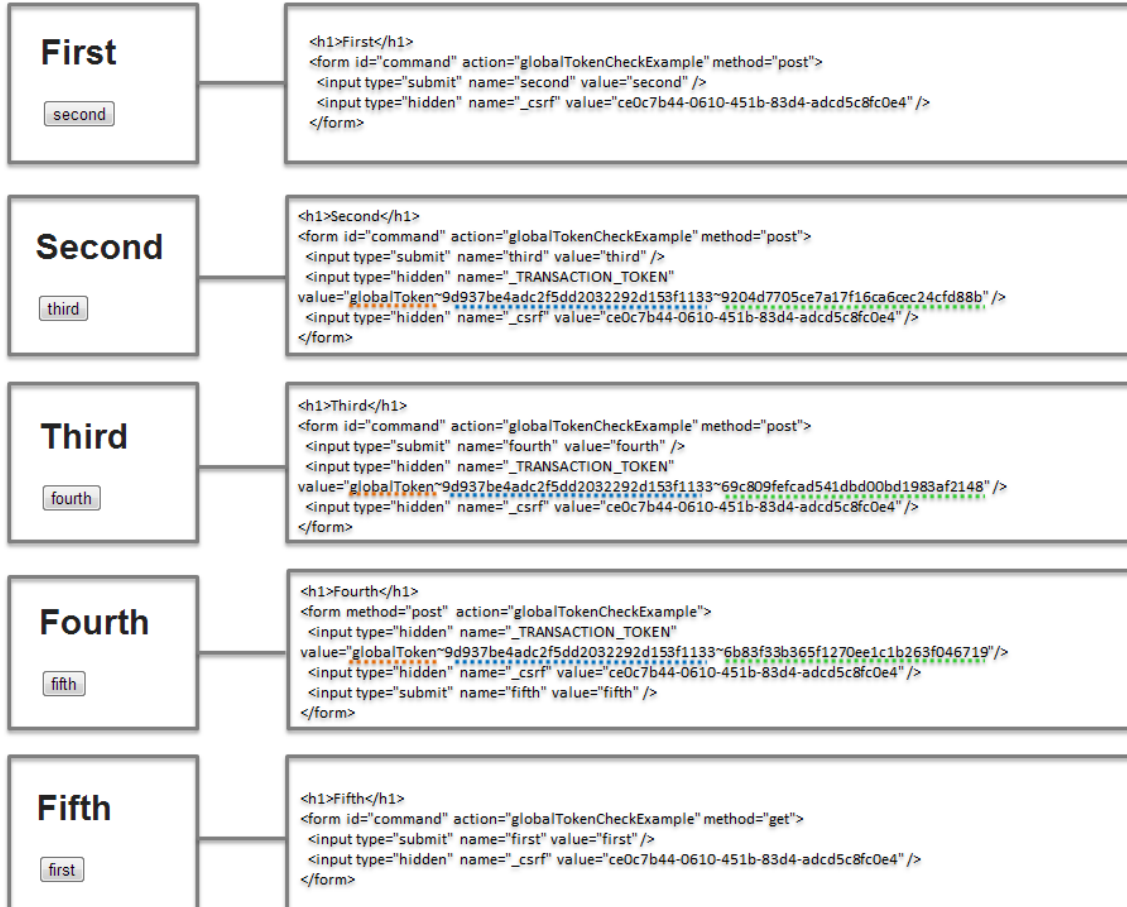 First
second
<h1>First</h1>
<form id="command" action="globalTokenCheckExample" method="post">
<input type="submit" name="second" value="second" />
<input type="hidden" name="_csrf" value="ce0c7b44-0610-451b-83d4-adcd5c8fc0e4" />
</form>
Second
third
<h1>Second</h1>
<form id="command" action="globalTokenCheckExample" method="post">
<input type="submit" name="third" value="third" />
<input type="hidden" name="_TRANSACTION_TOKEN"
value="globalToken~9d937be4adc2f5dd2032292d153f1133~9204d7705ce7a17f16ca6cec24cfd88b" />
<input type="hidden" name="_csrf" value="ce0c7b44-0610-451b-83d4-adcd5c8fc0e4" />
</form>
Third
fourth
<h1>Third</h1>
<form id="command" action="globalTokenCheckExample" method="post">
<input type="submit" name="fourth" value="fourth" />
<input type="hidden" name="_TRANSACTION_TOKEN"
value="globalToken~9d937be4adc2f5dd2032292d153f1133~69c809fefcad541dbd00bd1983af2148" />
<input type="hidden" name="_csrf" value="ce0c7b44-0610-451b-83d4-adcd5c8fc0e4" />
</form>
Fourth
fifth
<h1>Fourth</h1>
<form method="post" action="globalTokenCheckExample">
<input type="hidden" name="_TRANSACTION_TOKEN"
value="globalToken~9d937be4adc2f5dd2032292d153f1133~6b83f33b365f1270ee1c1b263f046719"/>
<input type="hidden" name="_csrf" value="ce0c7b44-0610-451b-83d4-adcd5c8fc0e4" />
<input type="submit" name="fifth" value="fifth" />
</form>
Fifth
first
<h1>Fifth</h1>
<form id="command" action="globalTokenCheckExample" method="get">
<input type="submit" name="first" value="first" />
<input type="hidden" name="_csrf" value="ce0c7b44-0610-451b-83d4-adcd5c8fc0e4" />
</form>